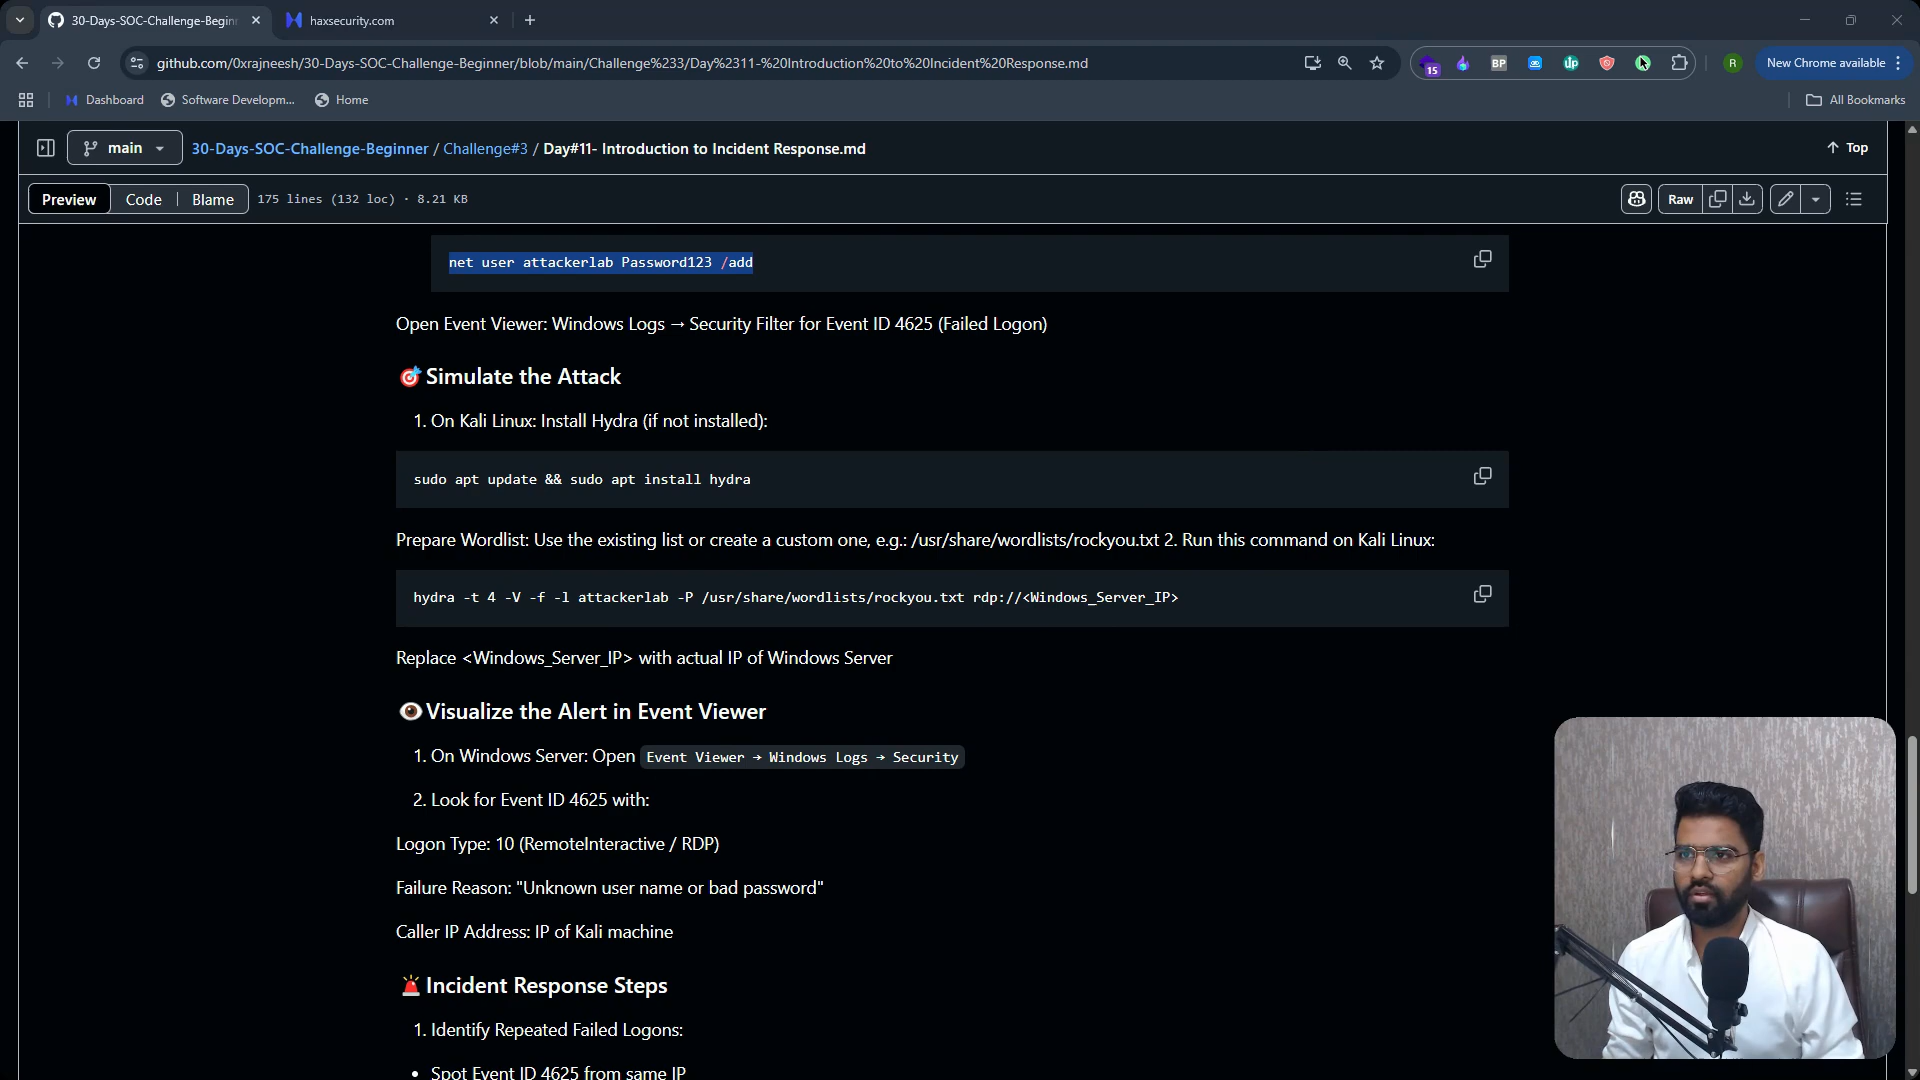 30-Days-SOC-Challenge-Beginn
haxsecurity.com
github.com/0xrajneesh/30-Days-SOC-Challenge-Beginner/blob/main/Challenge%233/Day%2311-%20Introduction%20to%20Incident%20Response.md
15
BP
R
New Chrome available
Dashboard
Software Developm...
Home
All Bookmarks
main
30-Days-SOC-Challenge-Beginner / Challenge#3 / Day#11- Introduction to Incident Response.md
Top
Preview
Code
Blame
175 lines (132 loc) · 8.21 KB
Raw
net user attackerlab Password123 /add
Open Event Viewer: Windows Logs → Security Filter for Event ID 4625 (Failed Logon)
🎯 Simulate the Attack
1. On Kali Linux: Install Hydra (if not installed):
sudo apt update && sudo apt install hydra
Prepare Wordlist: Use the existing list or create a custom one, e.g.: /usr/share/wordlists/rockyou.txt 2. Run this command on Kali Linux:
hydra -t 4 -V -f -l attackerlab -P /usr/share/wordlists/rockyou.txt rdp://<Windows_Server_IP>
Replace <Windows_Server_IP> with actual IP of Windows Server
👁️ Visualize the Alert in Event Viewer
1. On Windows Server: Open Event Viewer → Windows Logs → Security
2. Look for Event ID 4625 with:
Logon Type: 10 (RemoteInteractive / RDP)
Failure Reason: "Unknown user name or bad password"
Caller IP Address: IP of Kali machine
🚨 Incident Response Steps
1. Identify Repeated Failed Logons:
• Spot Event ID 4625 from same IP